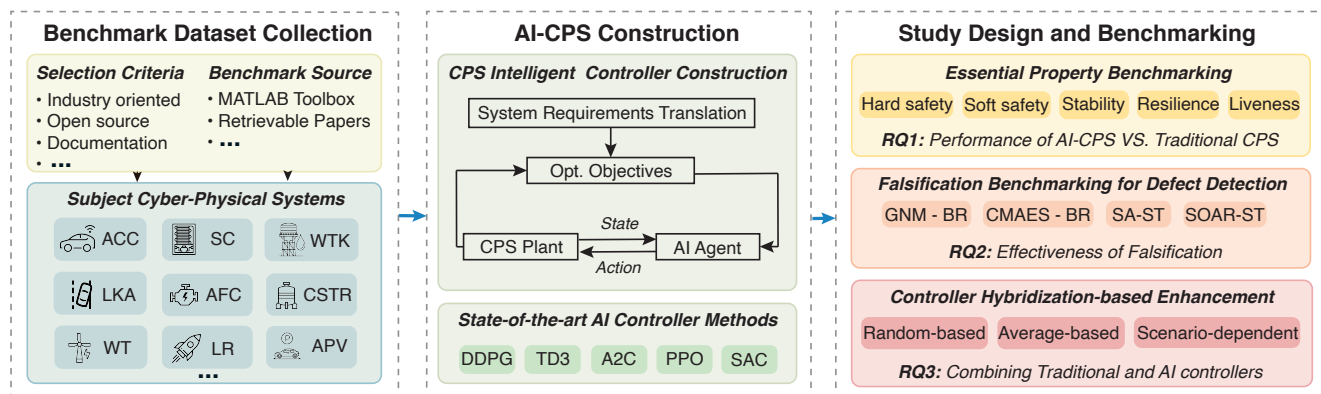 Benchmark Dataset Collection
Selection Criteria
• Industry oriented
• Open source
• Documentation
• ...
Benchmark Source
• MATLAB Toolbox
• Retrievable Papers
• ...
Subject Cyber-Physical Systems
ACC
SC
WTK
LKA
AFC
CSTR
WT
LR
P
APV
...
AI-CPS Construction
CPS Intelligent Controller Construction
System Requirements Translation
Opt. Objectives
State
CPS Plant
AI Agent
Action
State-of-the-art AI Controller Methods
DDPG
TD3
A2C
PPO
SAC
Study Design and Benchmarking
Essential Property Benchmarking
Hard safety
Soft safety
Stability
Resilience
Liveness
RQ1: Performance of AI-CPS VS. Traditional CPS
Falsification Benchmarking for Defect Detection
GNM - BR
CMAES - BR
SA-ST
SOAR-ST
RQ2: Effectiveness of Falsification
Controller Hybridization-based Enhancement
Random-based
Average-based
Scenario-dependent
RQ3: Combining Traditional and AI controllers